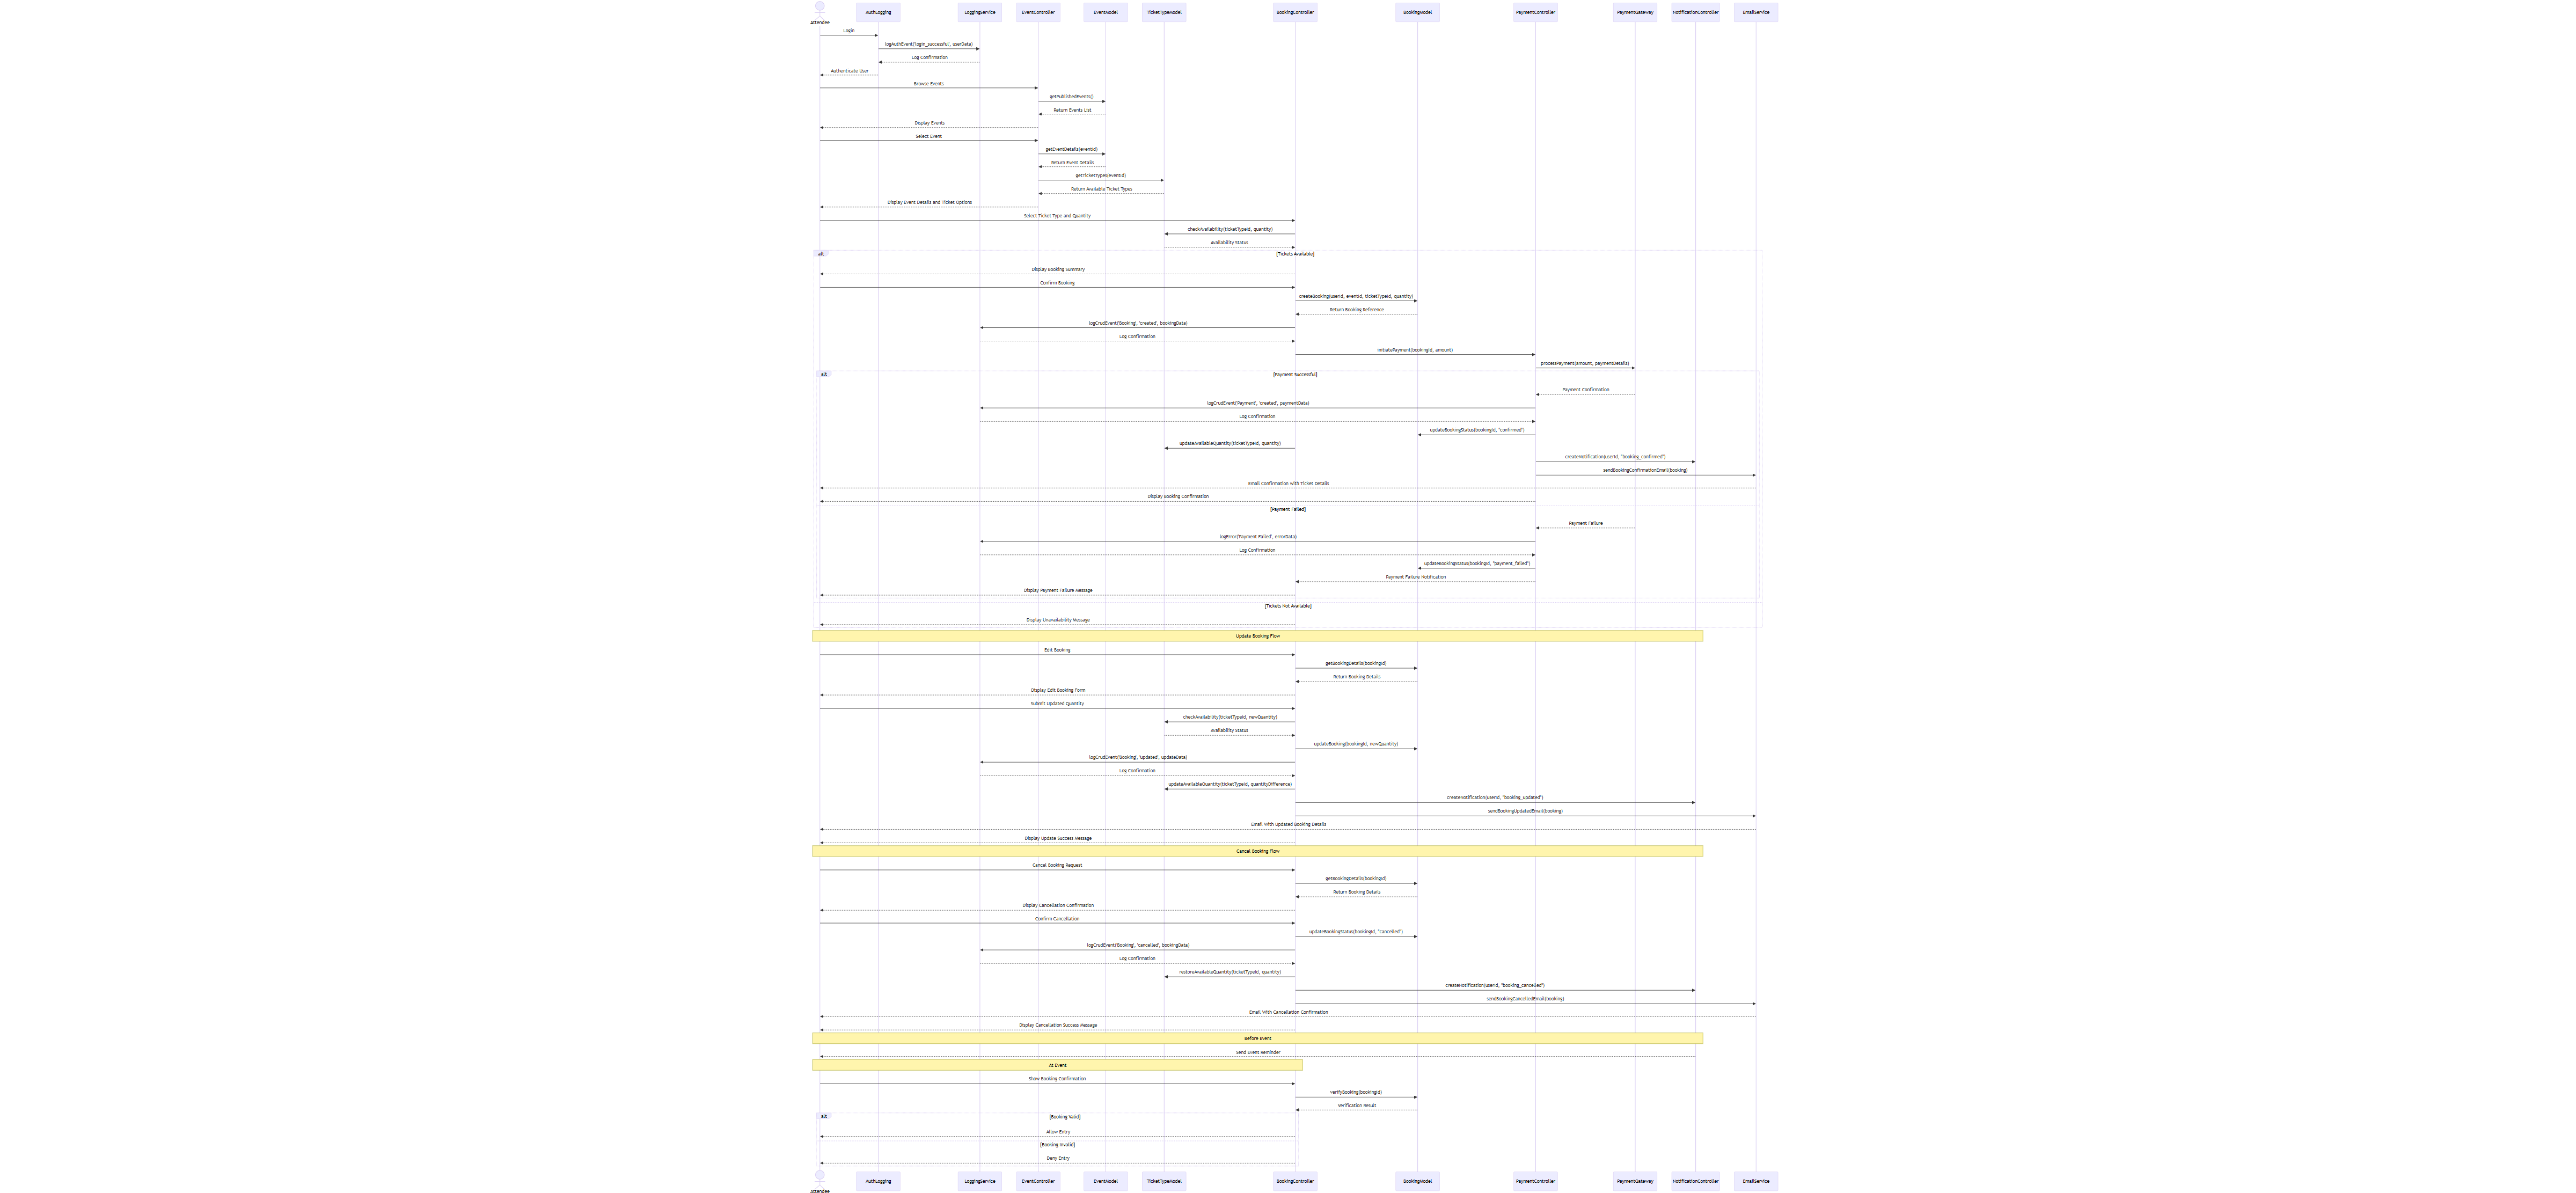 Attendee
AuthLogging
LoggingService
EventController
EventModel
TicketTypeModel
BookingController
BookingModel
PaymentController
PaymentGateway
NotificationController
EmailService
Login
logAuthEvent('login_successful', userData)
Log Confirmation
Authenticate User
Browse Events
getPublishedEvents()
Return Events List
Display Events
Select Event
getEventDetails(eventId)
Return Event Details
getTicketTypes(eventId)
Return Available Ticket Types
Display Event Details and Ticket Options
Select Ticket Type and Quantity
checkAvailability(ticketTypeId, quantity)
Availability Status
alt
[Tickets Available]
Display Booking Summary
Confirm Booking
createBooking(userId, eventId, ticketTypeId, quantity)
Return Booking Reference
logCrudEvent('Booking', 'created', bookingData)
Log Confirmation
initiatePayment(bookingId, amount)
processPayment(amount, paymentDetails)
alt
[Payment Successful]
Payment Confirmation
logCrudEvent('Payment', 'created', paymentData)
Log Confirmation
updateBookingStatus(bookingId, "confirmed")
updateAvailableQuantity(ticketTypeId, quantity)
createNotification(userId, "booking_confirmed")
sendBookingConfirmationEmail(booking)
Email Confirmation with Ticket Details
Display Booking Confirmation
[Payment Failed]
Payment Failure
logError('Payment Failed', errorData)
Log Confirmation
updateBookingStatus(bookingId, "payment_failed")
Payment Failure Notification
Display Payment Failure Message
[Tickets Not Available]
Display Unavailability Message
Update Booking Flow
Edit Booking
getBookingDetails(bookingId)
Return Booking Details
Display Edit Booking Form
Submit Updated Quantity
checkAvailability(ticketTypeId, newQuantity)
Availability Status
updateBooking(bookingId, newQuantity)
logCrudEvent('Booking', 'updated', updateData)
Log Confirmation
updateAvailableQuantity(ticketTypeId, quantityDifference)
createNotification(userId, "booking_updated")
sendBookingUpdatedEmail(booking)
Email With Updated Booking Details
Display Update Success Message
Cancel Booking Flow
Cancel Booking Request
getBookingDetails(bookingId)
Return Booking Details
Display Cancellation Confirmation
Confirm Cancellation
updateBookingStatus(bookingId, "cancelled")
logCrudEvent('Booking', 'cancelled', bookingData)
Log Confirmation
restoreAvailableQuantity(ticketTypeId, quantity)
createNotification(userId, "booking_cancelled")
sendBookingCancelledEmail(booking)
Email With Cancellation Confirmation
Display Cancellation Success Message
Before Event
Send Event Reminder
At Event
Show Booking Confirmation
verifyBooking(bookingId)
Verification Result
alt
[Booking Valid]
Allow Entry
[Booking Invalid]
Deny Entry
Attendee
AuthLogging
LoggingService
EventController
EventModel
TicketTypeModel
BookingController
BookingModel
PaymentController
PaymentGateway
NotificationController
EmailService